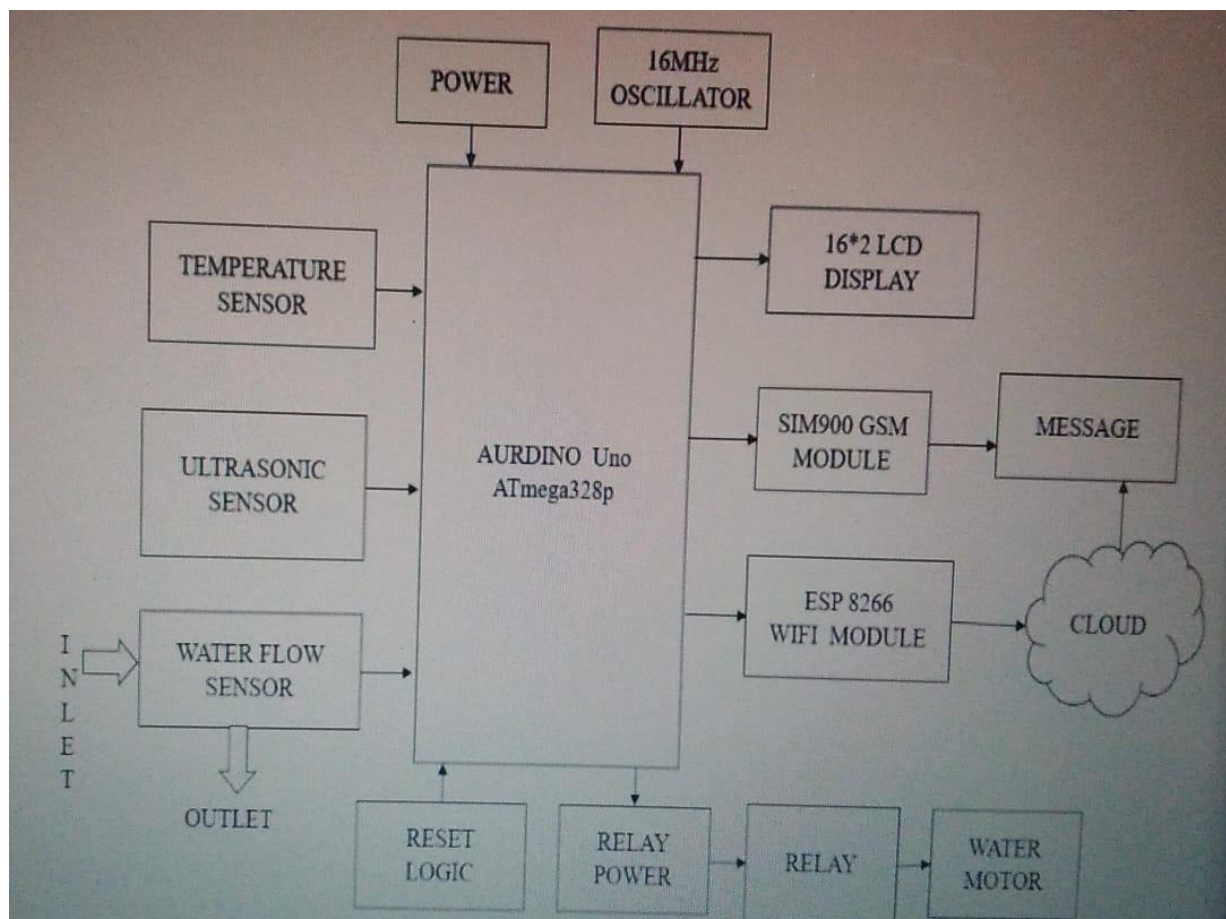 POWER
16MHz
OSCILLATOR
TEMPERATURE
SENSOR
16*2 LCD
DISPLAY
ULTRASONIC
SENSOR
AURDINO Uno
ATmega328p
SIM900 GSM
MODULE
MESSAGE
INLET
WATER FLOW
SENSOR
OUTLET
ESP 8266
WIFI MODULE
CLOUD
RESET
LOGIC
RELAY
POWER
RELAY
WATER
MOTOR